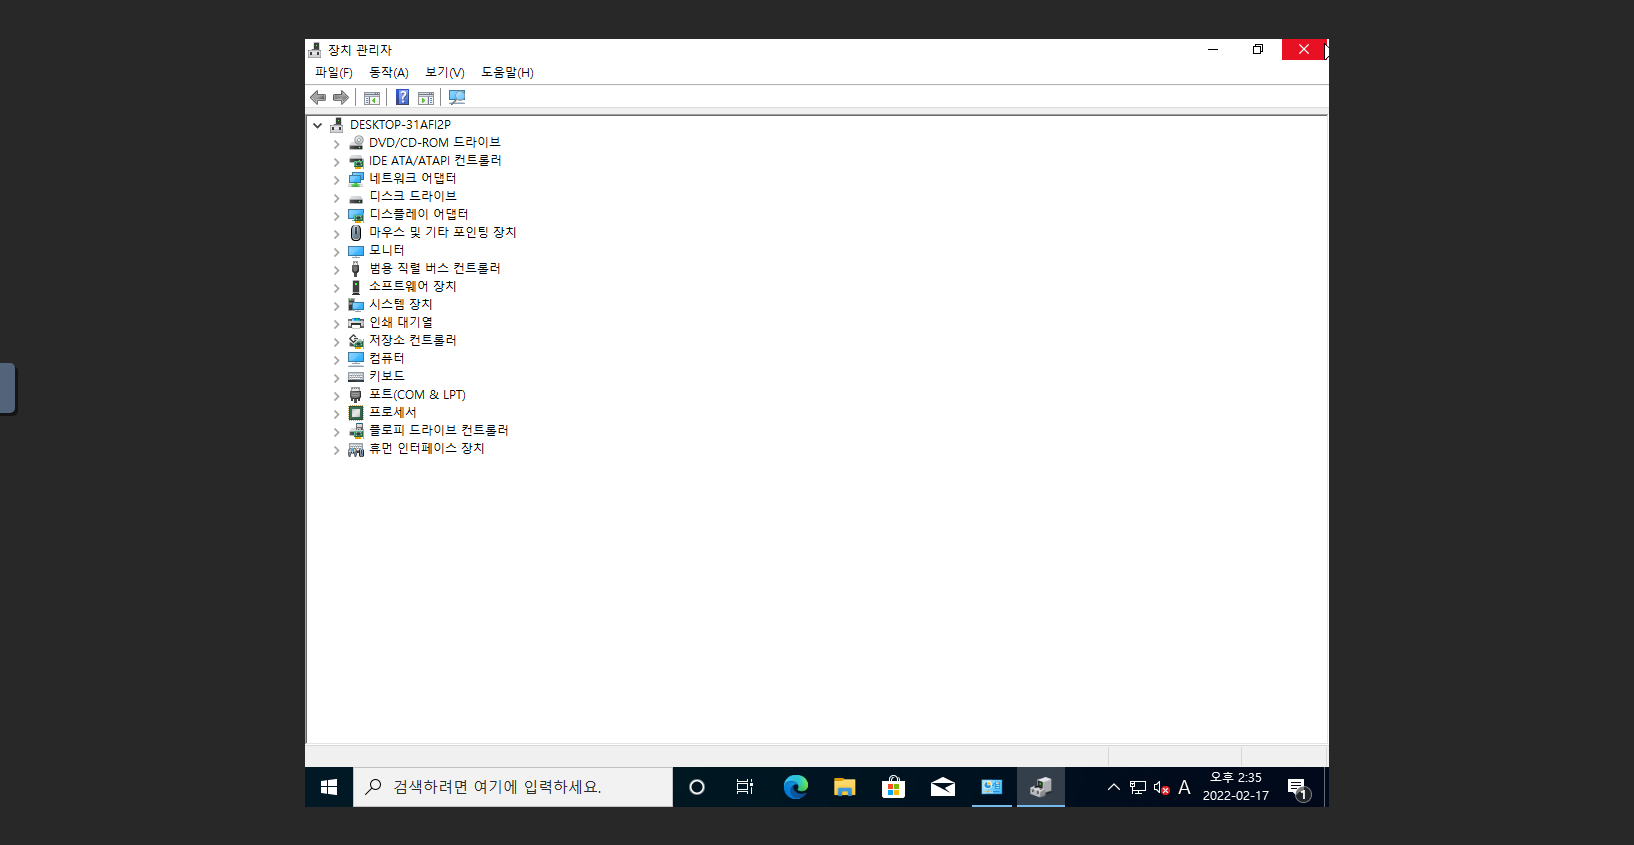 장치 관리자
파일(F) 동작(A) 보기(V) 도움말(H)
DESKTOP-31AFI2P
DVD/CD-ROM 드라이브
IDE ATA/ATAPI 컨트롤러
네트워크 어댑터
디스크 드라이브
디스플레이 어댑터
마우스 및 기타 포인팅 장치
모니터
범용 직렬 버스 컨트롤러
소프트웨어 장치
시스템 장치
인쇄 대기열
저장소 컨트롤러
컴퓨터
키보드
포트(COM & LPT)
프로세서
플로피 드라이브 컨트롤러
휴먼 인터페이스 장치
검색하려면 여기에 입력하세요.
A
오후 2:35
2022-02-17
1